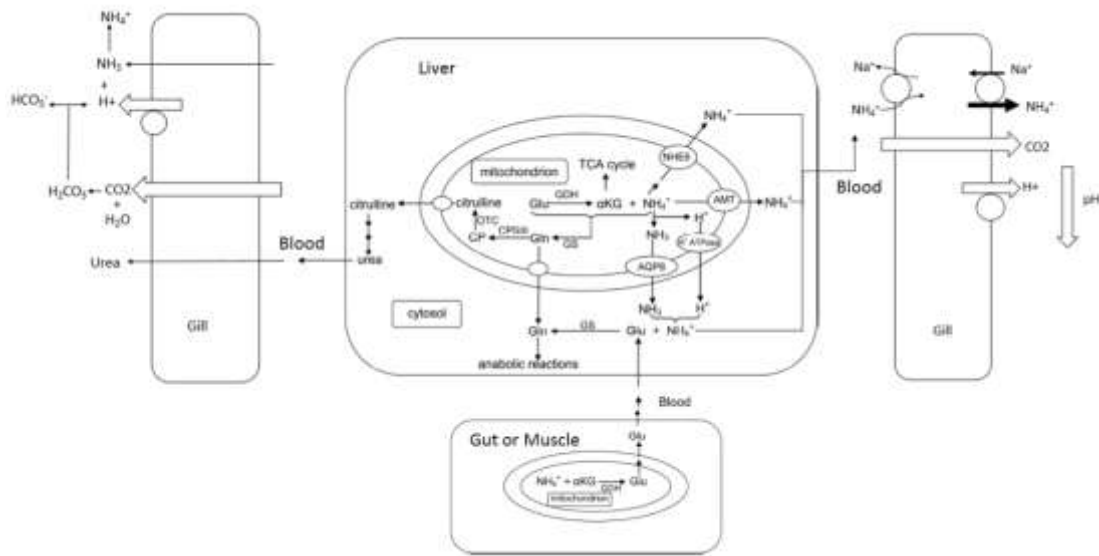 NH₄⁺
NH₃
+
H+
HCO₃⁻
H₂CO₃
CO2
+
H₂O
Urea
Gill
Blood
Liver
mitochondrion
TCA cycle
NHE6
NH₄⁺
Glu
GDH
αKG + NH₄⁺
AMT
NH₄⁺
citrulline
citrulline
OTC
CP
CPSIII
Gln
GS
NH₃
H⁺
H⁺ ATPase
AQP8
urea
cytosol
NH₃
H⁺
Gln
GS
Glu + NH₄⁺
anabolic reactions
Blood
Glu
Gut or Muscle
NH₄⁺ + αKG
GDH
Glu
mitochondrion
Blood
Na⁺
NH₄⁺
Na⁺
NH₄⁺
CO2
H+
pH
Gill